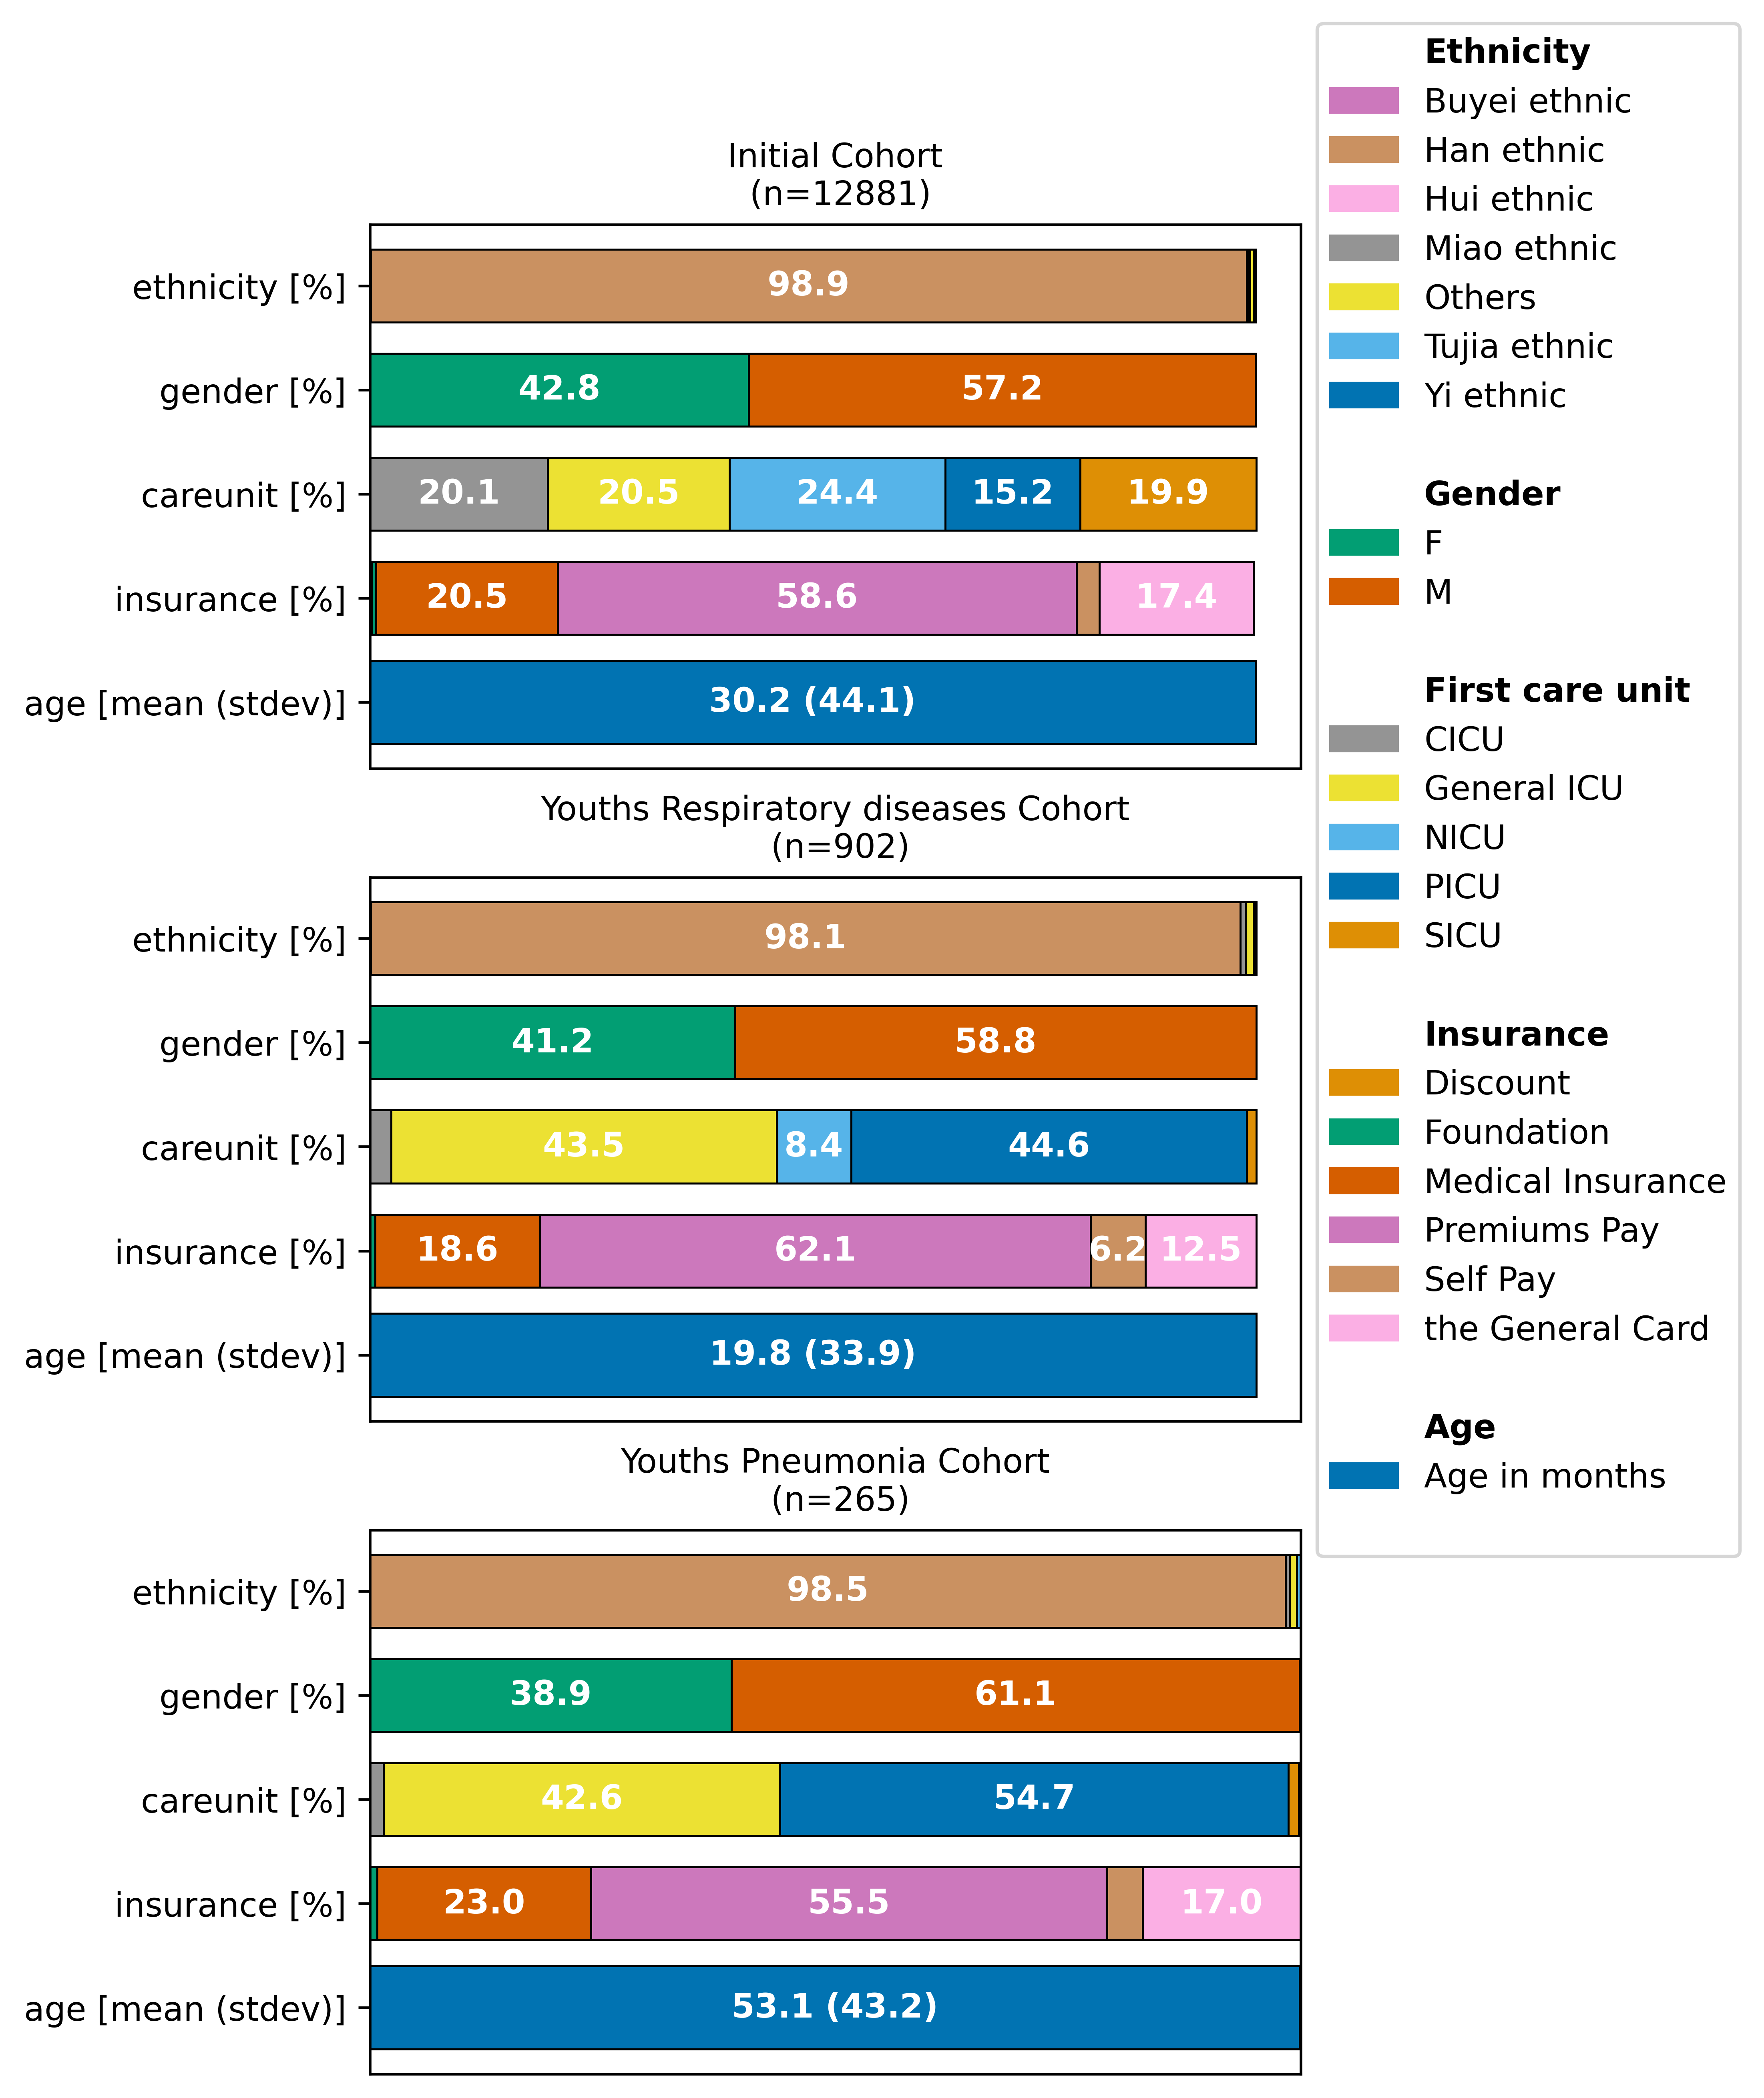 Initial Cohort
(n=12881)
ethnicity [%]
98.9
gender [%]
42.8 57.2
careunit [%]
20.1 20.5 24.4 15.2 19.9
insurance [%]
20.5 58.6 17.4
age [mean (stdev)]
30.2 (44.1)
Youths Respiratory diseases Cohort
(n=902)
ethnicity [%]
98.1
gender [%]
41.2 58.8
careunit [%]
43.5 8.4 44.6
insurance [%]
18.6 62.1 6.2 12.5
age [mean (stdev)]
19.8 (33.9)
Youths Pneumonia Cohort
(n=265)
ethnicity [%]
98.5
gender [%]
38.9 61.1
careunit [%]
42.6 54.7
insurance [%]
23.0 55.5 17.0
age [mean (stdev)]
53.1 (43.2)
Ethnicity
Buyei ethnic
Han ethnic
Hui ethnic
Miao ethnic
Others
Tujia ethnic
Yi ethnic
Gender
F
M
First care unit
CICU
General ICU
NICU
PICU
SICU
Insurance
Discount
Foundation
Medical Insurance
Premiums Pay
Self Pay
the General Card
Age
Age in months